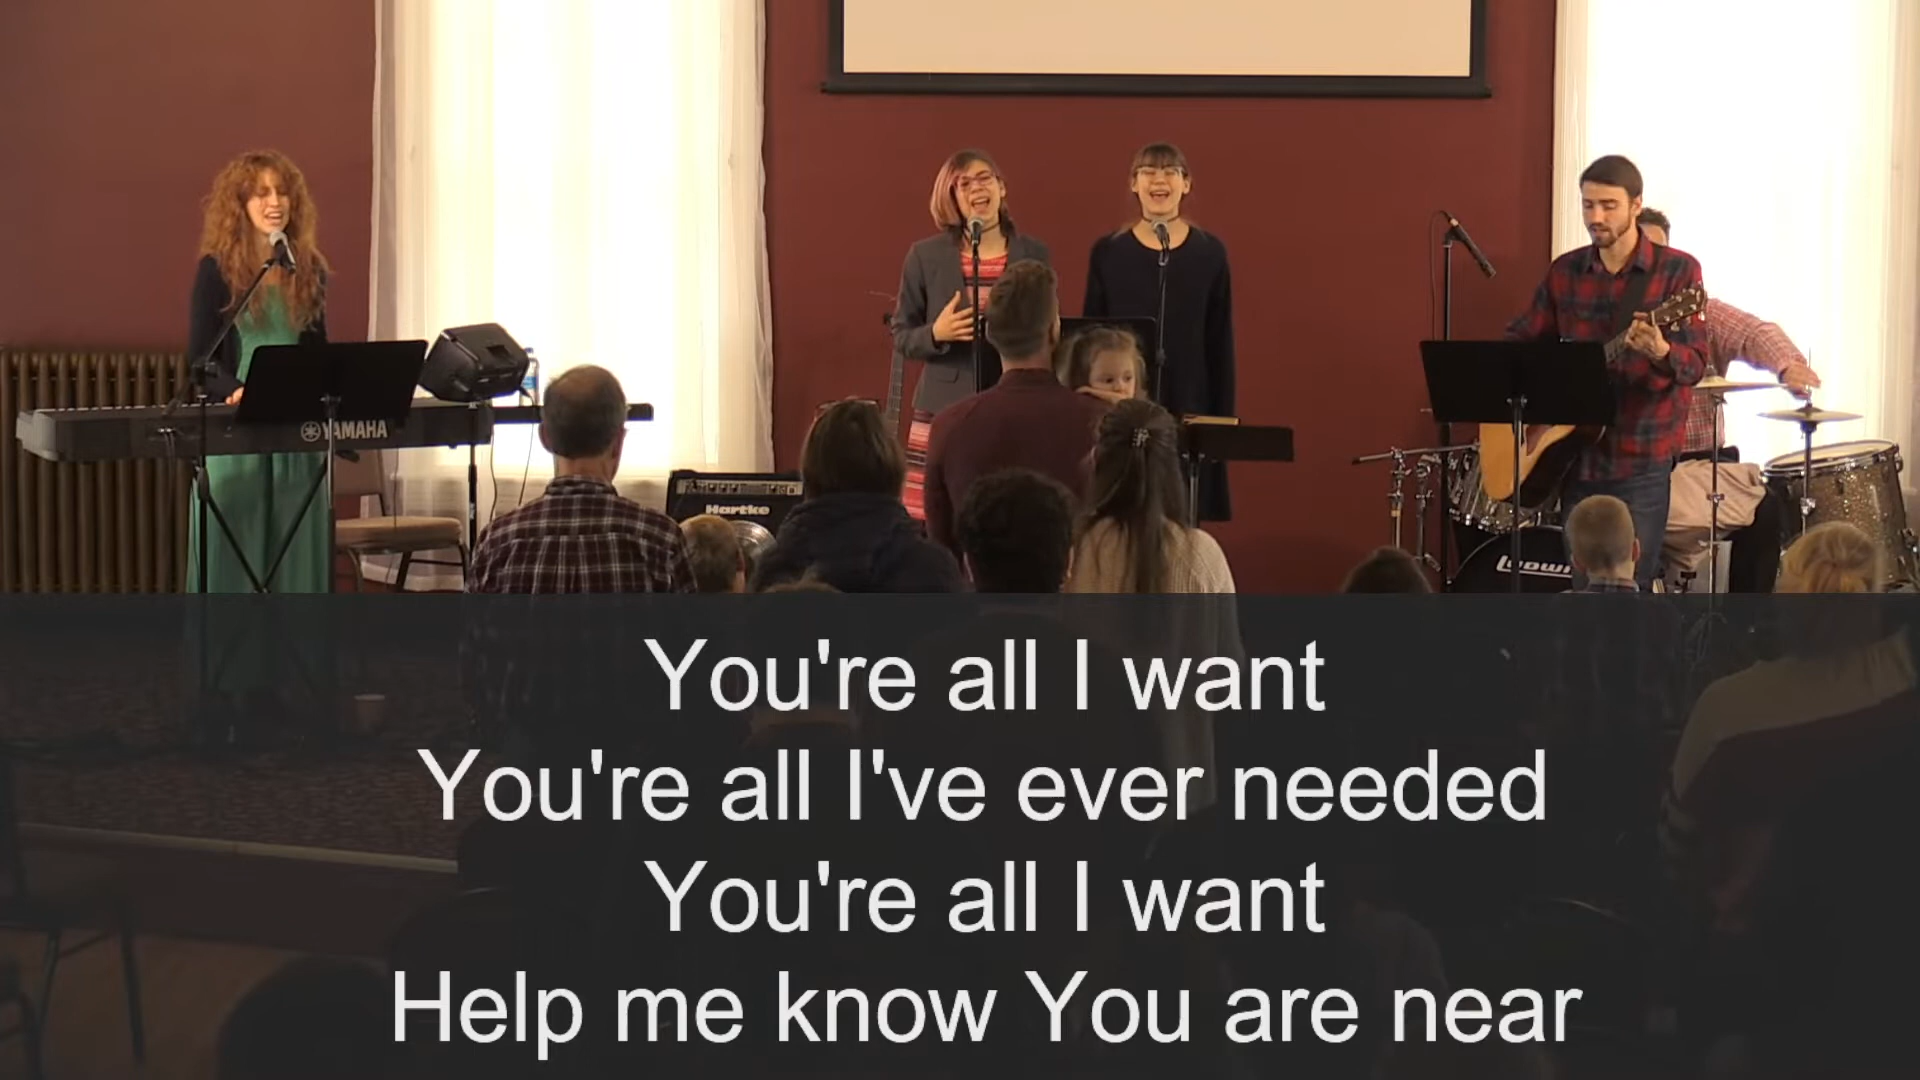 YAMAHA
Hartke
LUDWI
You're all I want
You're all I've ever needed
You're all I want
Help me know You are near